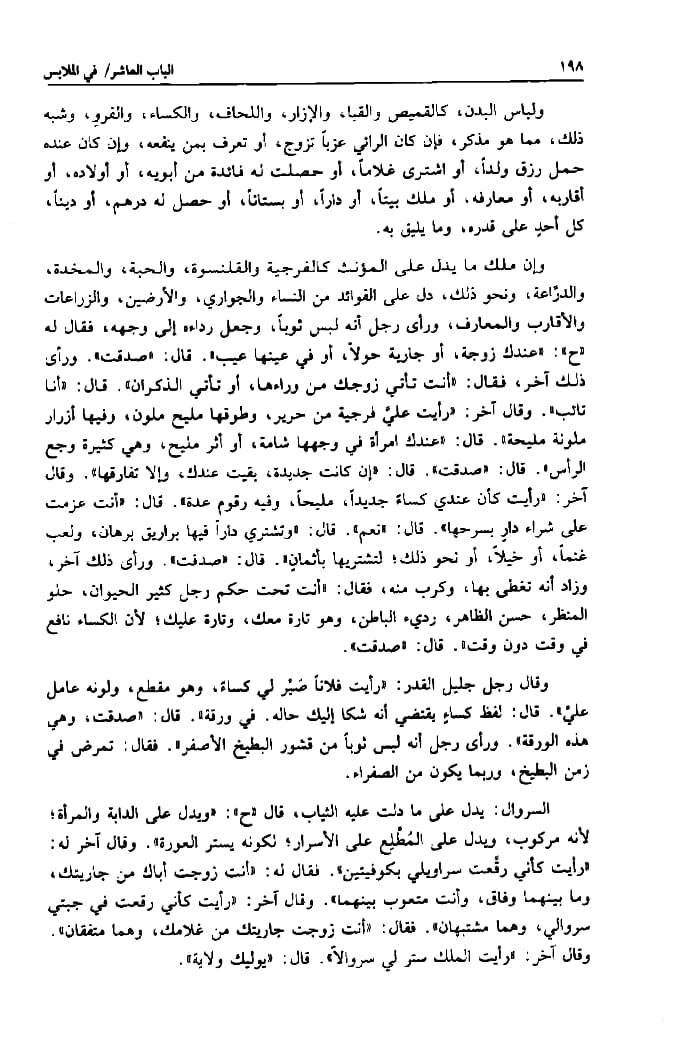 ١٩٨
الباب العاشر/ في الملابس
ولباس البدن، كالقميص والقبا، والإزار، واللحاف، والكساء، والفرو، وشبه
ذلك، مما هو مذكر، فإن كان الرائي عزباً تزوج، أو تعرف بمن ينفعه، وإن كان عنده
حمل رزق ولداً، أو اشترى غلاماً، أو حصلت له فائدة من أبويه، أو أولاده، أو
أقاربه، أو معارفه، أو ملك بيتاً، أو داراً، أو بستاناً، أو حصل له درهم، أو ديناً،
كل أحدٍ على قدره، وما يليق به.
وإن ملك ما يدل على المؤنث كالفرجية والقلنسوة، والجبة، والمخدة،
والدرّاعة، ونحو ذلك، دل على الفوائد من النساء والجواري، والأرضين، والزراعات
والأقارب والمعارف، ورأى رجل أنه لبس ثوباً، وجعل رداءه إلى وجهه، فقال له
«ح»: «عندك زوجة، أو جارية حولاً، أو في عينها عيب». قال: «صدقت». ورأى
ذلك آخر، فقال: «أنت تأتي زوجك من وراءها، أو تأتي الذكران». قال: «أنا
تائب». وقال آخر: «رأيت عليّ فرجية من حرير، وطوقها مليح ملون، وفيها أزرار
ملونة مليحة». قال: «عندك امرأة في وجهها شامة، أو أثر مليح، وهي كثيرة وجع
الرأس». قال: «صدقت». قال: «إن كانت جديدة، بقيت عندك، وإلا تفارقها». وقال
آخر: «رأيت كأن عندي كساءً جديداً، مليحاً، وفيه رقوم عدة». قال: «أنت عزمت
على شراء دارٍ بسرحها». قال: «نعم». قال: «وتشتري داراً فيها براريق برهان، ولعب
غنماً، أو خيلاً، أو نحو ذلك؛ لتشتريها بأثمانٍ». قال: «صدقت». ورأى ذلك آخر،
وزاد أنه تغطى بها، وكرب منه، فقال: «أنت تحت حكم رجل كثير الحيوان، حلو
المنظر، حسن الظاهر، رديء الباطن، وهو تارة معك، وتارة عليك؛ لأن الكساء نافع
في وقت دون وقت». قال: «صدقت».
وقال رجل جليل القدر: «رأيت فلاناً صَيْر لي كساءً، وهو مقطع، ولونه عامل
عليّ». قال: لفظ كساءٍ يقتضي أنه شكا إليك حاله. في ورقة». قال: «صدقت، وهي
هذه الورقة». ورأى رجل أنه لبس ثوباً من قشور البطيخ الأصفر». فقال: تمرض في
زمن البطيخ، وربما يكون من الصفراء.
السروال: يدل على ما دلت عليه الثياب، قال «ح»: «ويدل على الدابة والمرأة؛
لأنه مركوب، ويدل على المُطَّلِع على الأسرار؛ لكونه يستر العورة». وقال آخر له:
«رأيت كأني رقَّعت سراويلي بكوفيتين». فقال له: «أنت زوجت أباك من جاريتك،
وما بينهما وفاق، وأنت متعوب بينهما». وقال آخر: «رأيت كأني رقعت في جبتي
سروالي، وهما مشتبهان». فقال: «أنت زوجت جاريتك من غلامك، وهما متفقان».
وقال آخر: «رأيت الملك ستر لي سروالاً». قال: «يوليك ولاية».